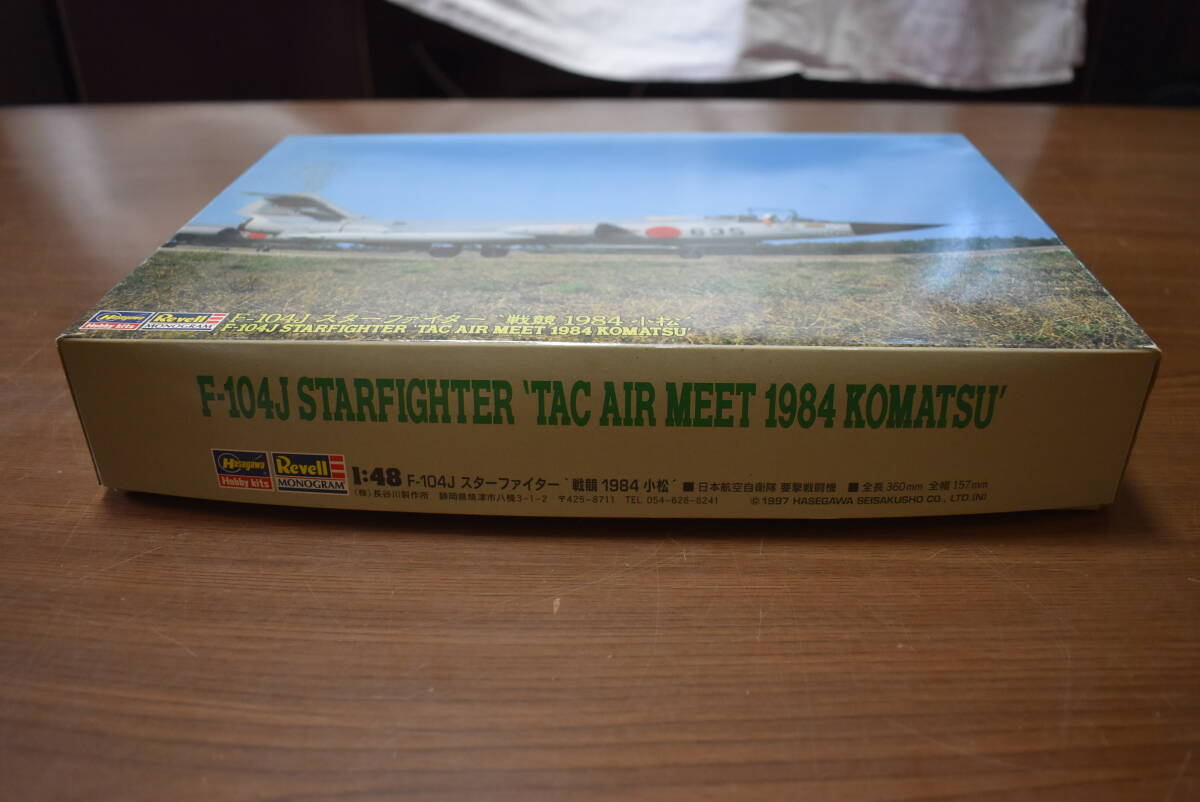 635
Hasegawa
Hobby kits
Revell
MONOGRAM
F-104J スターファイター ‘戦競 1984 小松’
F-104J STARFIGHTER 'TAC AIR MEET 1984 KOMATSU'
F-104J STARFIGHTER 'TAC AIR MEET 1984 KOMATSU'
Hasegawa
Hobby kits
Revell
MONOGRAM
1:48 F-104J スターファイター ‘戦競 1984 小松’ ■日本航空自衛隊 要撃戦闘機 ■全長 360mm 全幅 157mm
(株)長谷川製作所 静岡県焼津市八楠3-1-2 〒425-8711 TEL 054-628-8241 ©1997 HASEGAWA SEISAKUSHO CO., LTD.(N)